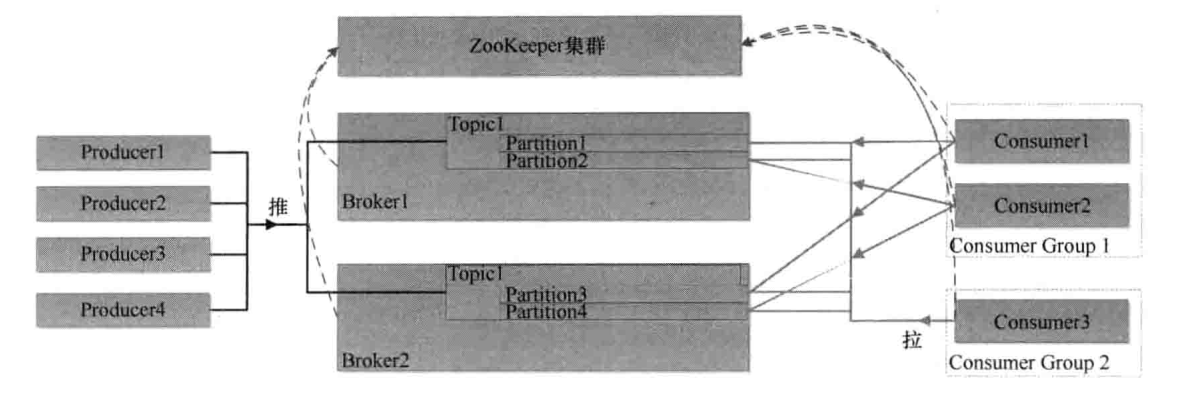 ZooKeeper集群
Producer1
Producer2
Producer3
Producer4
推
Topic1
Partition1
Partition2
Broker1
Topic1
Partition3
Partition4
Broker2
Consumer1
Consumer2
Consumer Group 1
拉
Consumer3
Consumer Group 2